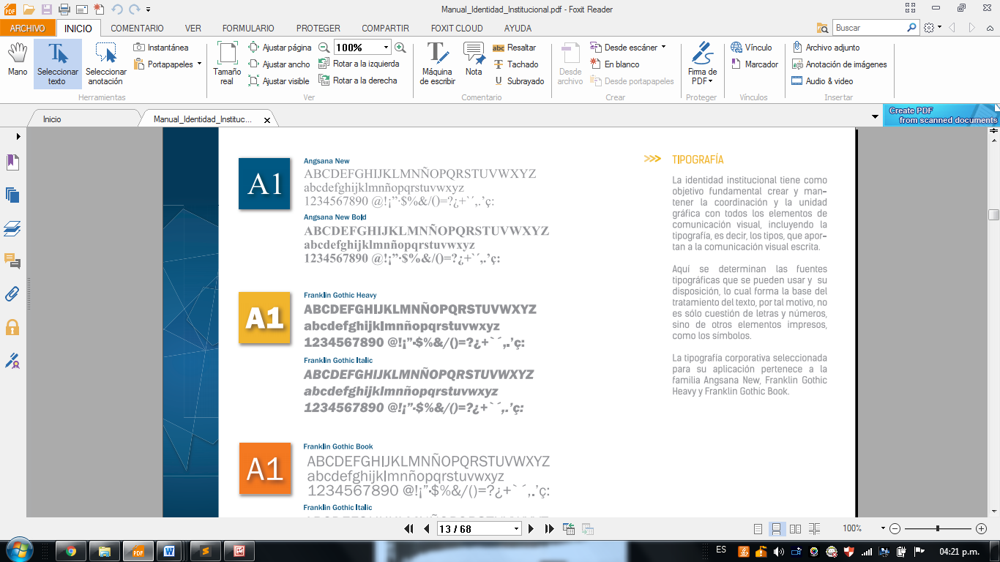 Manual_Identidad_Institucional.pdf - Foxit Reader
ARCHIVO INICIO COMENTARIO VER FORMULARIO PROTEGER COMPARTIR FOXIT CLOUD AYUDA
Buscar
Mano
Seleccionar texto
Seleccionar anotación
Instantánea
Portapapeles
Herramientas
Tamaño real
Ajustar página
Ajustar ancho
Ajustar visible
100%
Rotar a la izquierda
Rotar a la derecha
Ver
Máquina de escribir
Nota
Resaltar
Tachado
Subrayado
Comentario
Desde archivo
Desde escáner
En blanco
Desde portapapeles
Crear
Firma de PDF
Proteger
Vínculo
Marcador
Vínculos
Archivo adjunto
Anotación de imágenes
Audio & video
Insertar
Inicio
Manual_Identidad_Instituc...
Create PDF
from scanned documents
A1
Angsana New
ABCDEFGHIJKLMNÑOPQRSTUVWXYZ
abcdefghijklmnñopqrstuvwxyz
1234567890 @!¡”·$%&/()=?¿+`´,.’ç:
Angsana New Bold
ABCDEFGHIJKLMNÑOPQRSTUVWXYZ
abcdefghijklmnñopqrstuvwxyz
1234567890 @!¡”·$%&/()=?¿+`´,.’ç:
A1
Franklin Gothic Heavy
ABCDEFGHIJKLMNÑOPQRSTUVWXYZ
abcdefghijklmnñopqrstuvwxyz
1234567890 @!¡”·$%&/()=?¿+`´,.’ç:
Franklin Gothic Italic
ABCDEFGHIJKLMNÑOPQRSTUVWXYZ
abcdefghijklmnñopqrstuvwxyz
1234567890 @!¡”·$%&/()=?¿+`´,.’ç:
A1
Franklin Gothic Book
ABCDEFGHIJKLMNÑOPQRSTUVWXYZ
abcdefghijklmnñopqrstuvwxyz
1234567890 @!¡”·$%&/()=?¿+`´,.’ç:
Franklin Gothic Italic
>>> TIPOGRAFÍA
La identidad institucional tiene como
objetivo fundamental crear y man-
tener la coordinación y la unidad
gráfica con todos los elementos de
comunicación visual, incluyendo la
tipografía, es decir, los tipos, que apor-
tan a la comunicación visual escrita.
Aquí se determinan las fuentes
tipográficas que se pueden usar y su
disposición, lo cual forma la base del
tratamiento del texto, por tal motivo, no
es sólo cuestión de letras y números,
sino de otros elementos impresos,
como los símbolos.
La tipografía corporativa seleccionada
para su aplicación pertenece a la
familia Angsana New, Franklin Gothic
Heavy y Franklin Gothic Book.
13 / 68
100%
ES
04:21 p.m.